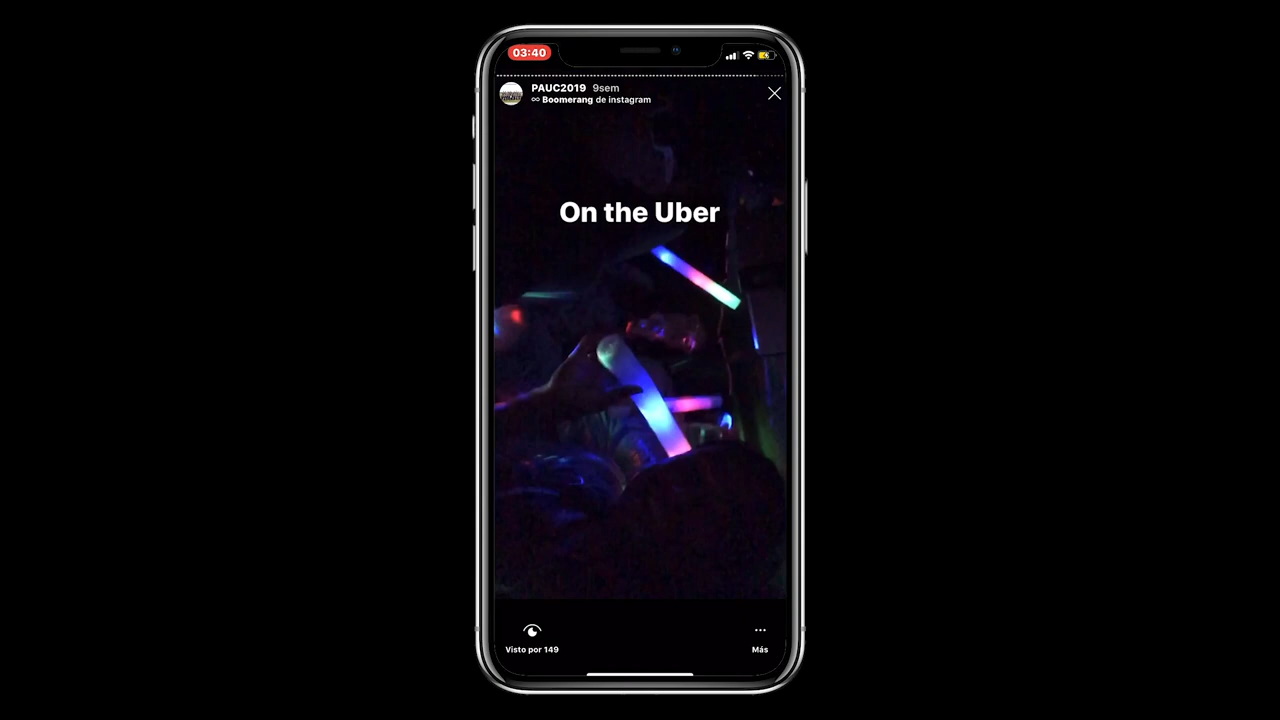 03:40
PAUC2019 9sem
∞ Boomerang de instagram
On the Uber
Visto por 149
Más